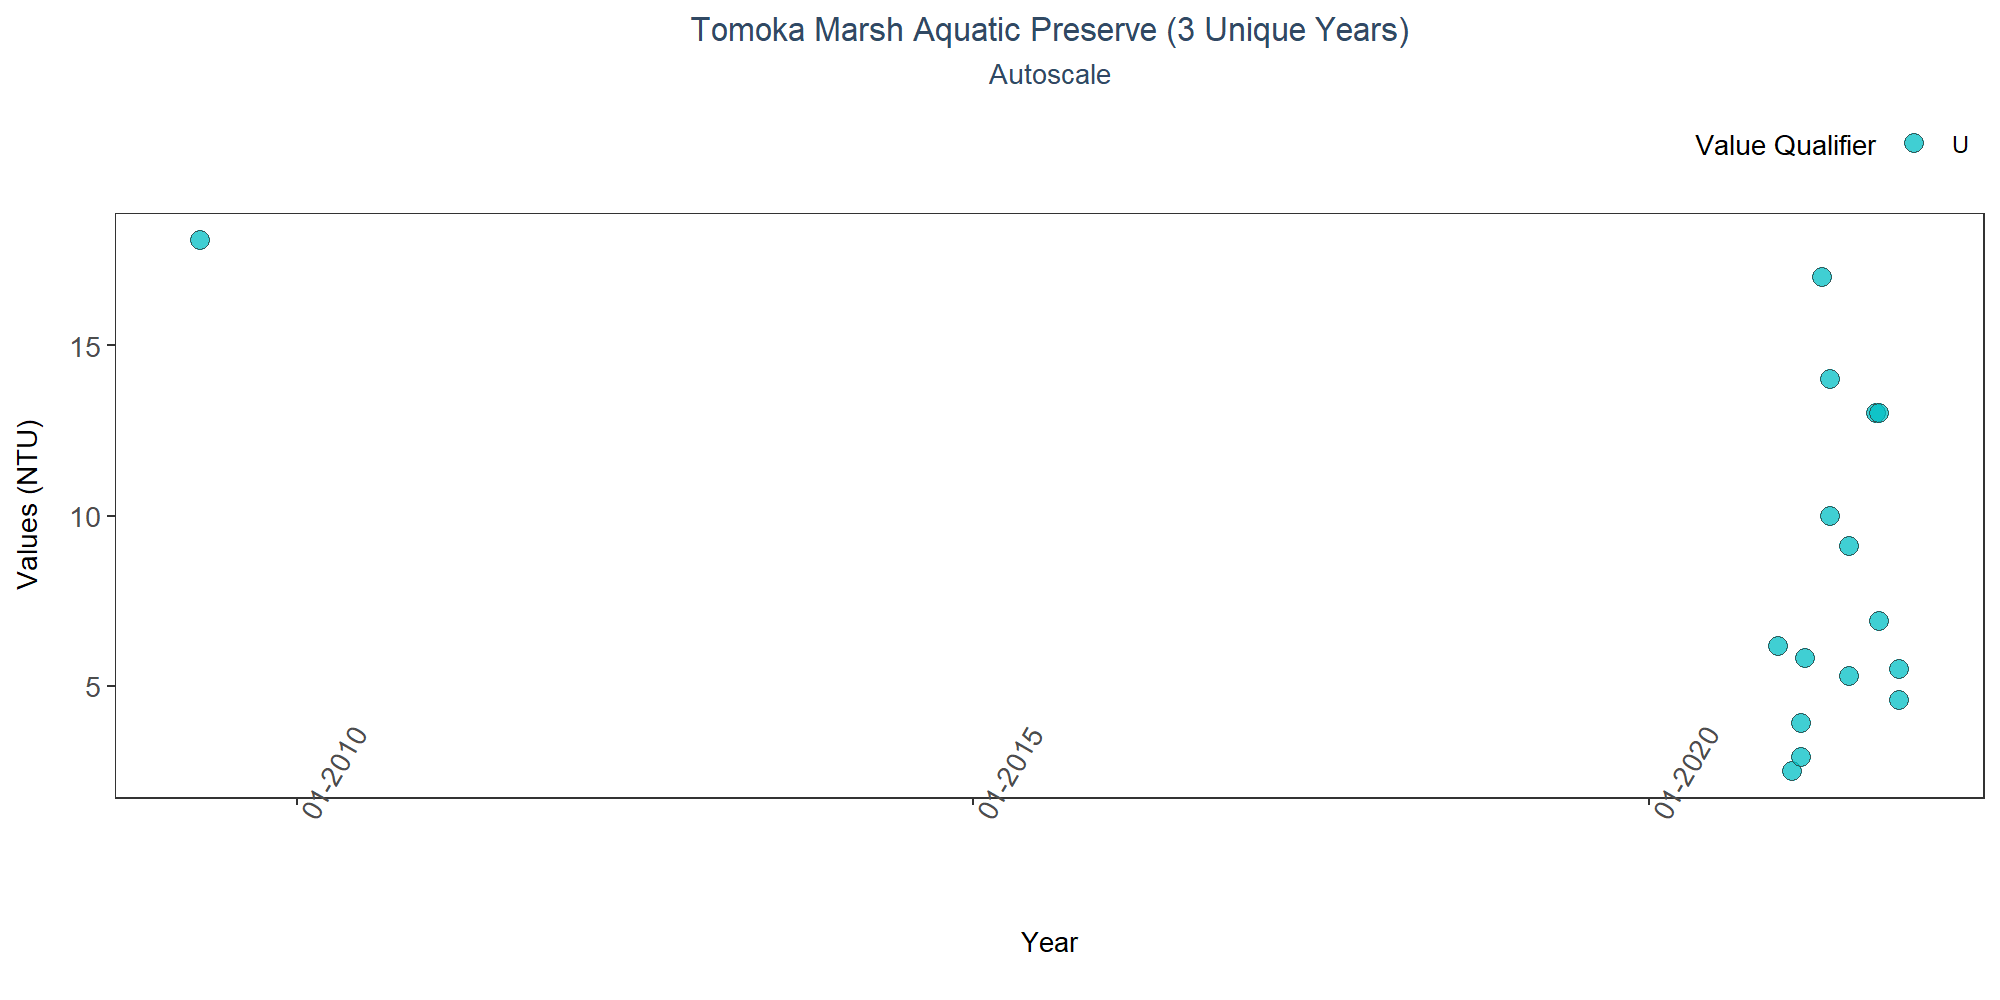 Tomoka Marsh Aquatic Preserve (3 Unique Years)
Autoscale
Value Qualifier U
Values (NTU)
15
10
5
01-2010
01-2015
01-2020
Year